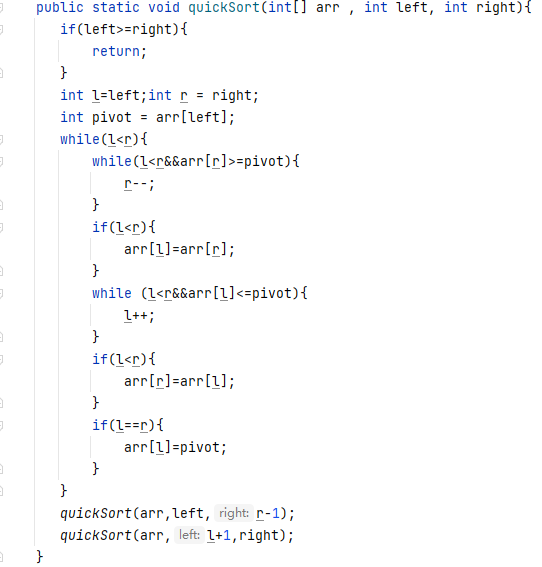 public static void quickSort(int[] arr , int left, int right){
    if(left>=right){
        return;
    }
    int l=left;int r = right;
    int pivot = arr[left];
    while(l<r){
        while(l<r&&arr[r]>=pivot){
            r--;
        }
        if(l<r){
            arr[l]=arr[r];
        }
        while (l<r&&arr[l]<=pivot){
            l++;
        }
        if(l<r){
            arr[r]=arr[l];
        }
        if(l==r){
            arr[l]=pivot;
        }
    }
    quickSort(arr,left, right: r-1);
    quickSort(arr, left: l+1,right);
}